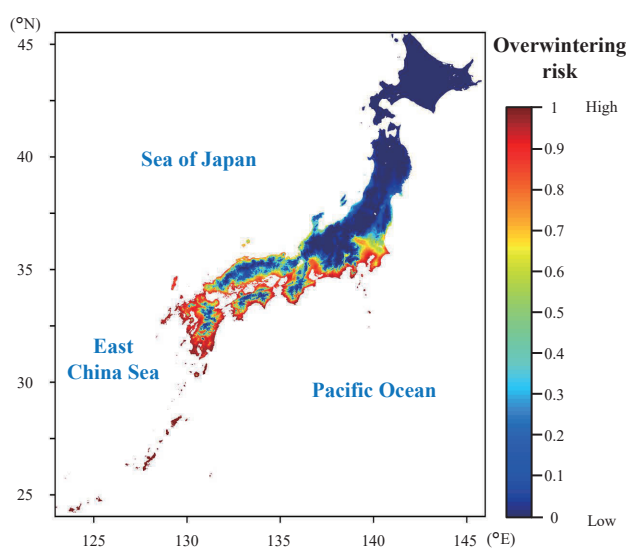 (°N)
45
40
35
30
25
125
130
135
140
145
(°E)
Sea of Japan
East
China Sea
Pacific Ocean
Overwintering
risk
1
High
0.9
0.8
0.7
0.6
0.5
0.4
0.3
0.2
0.1
0
Low